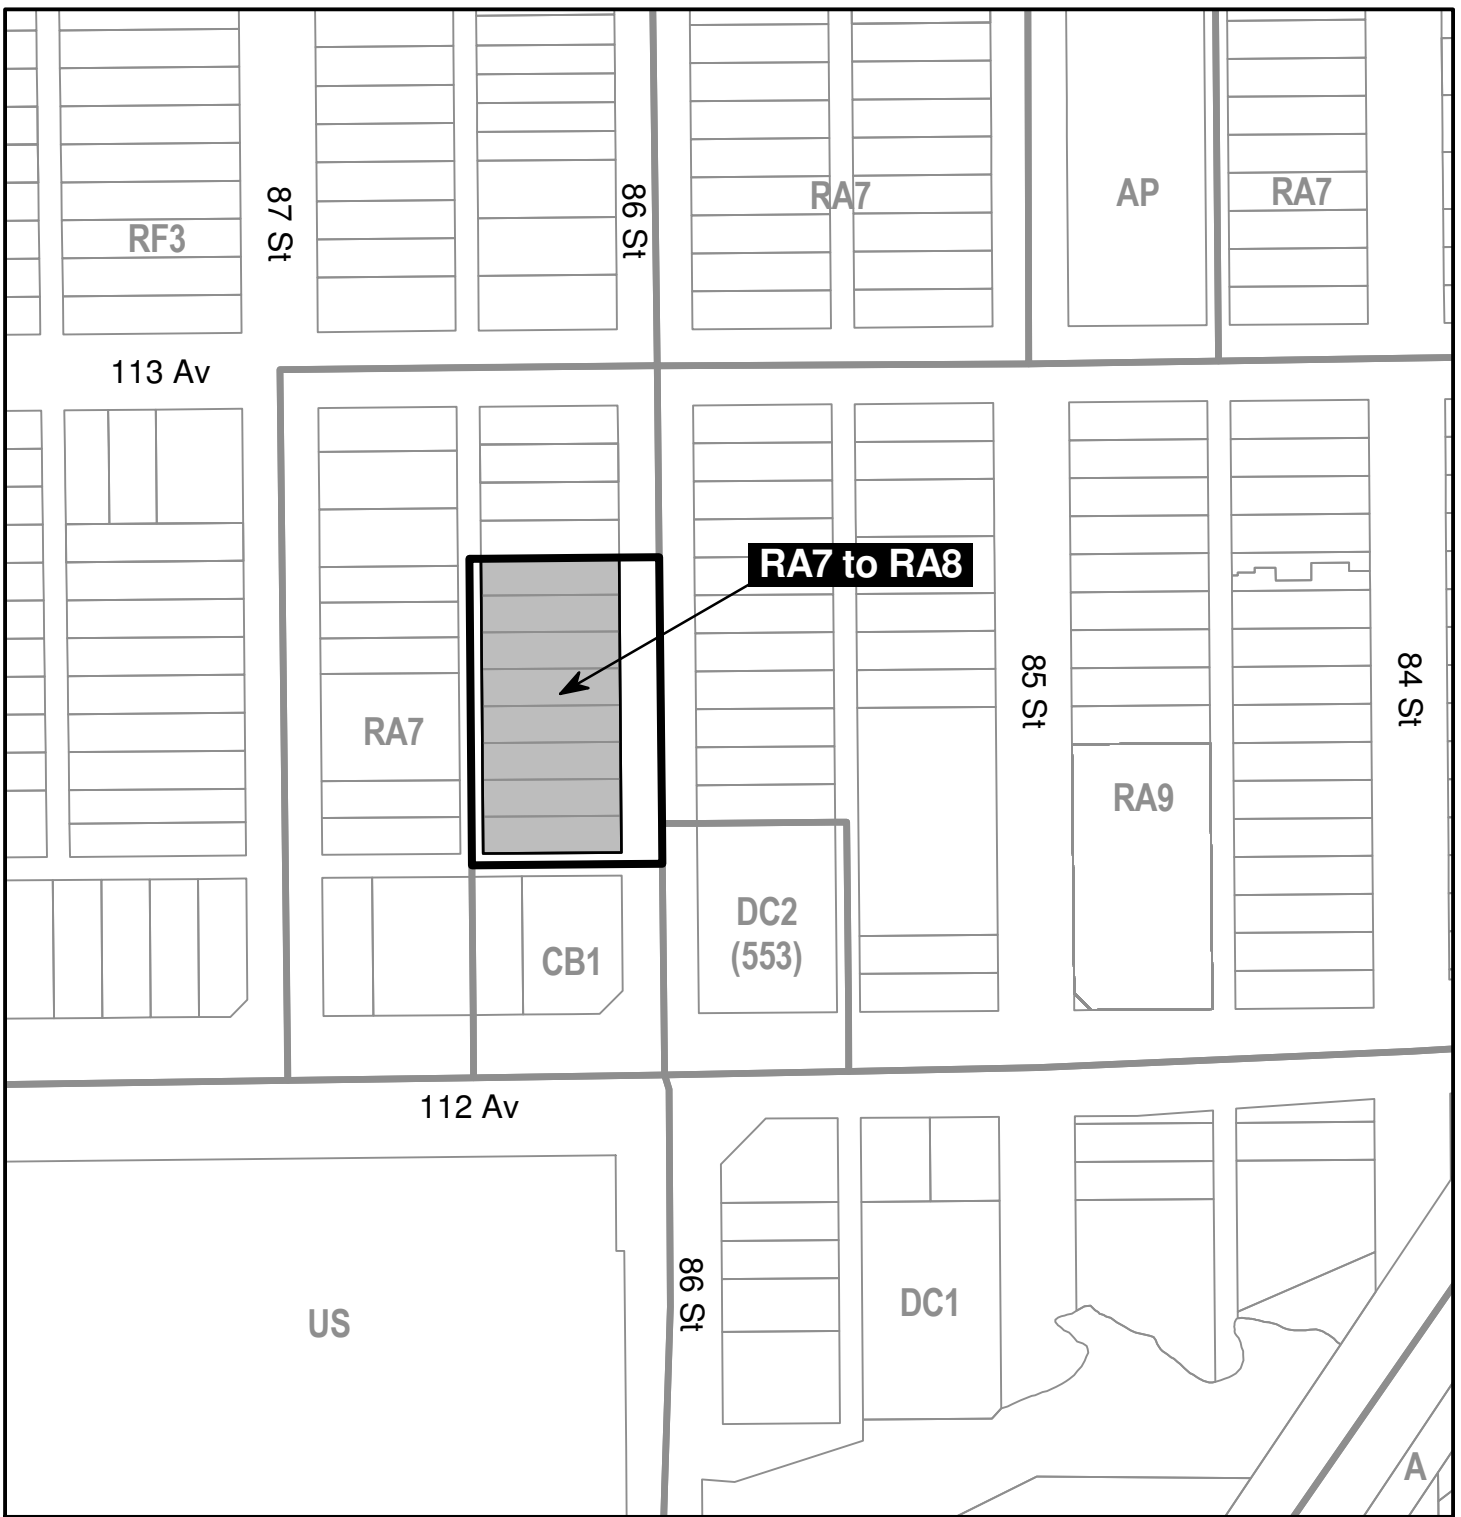 87 St
86 St
RA7
AP
RA7
RF3
113 Av
RA7 to RA8
85 St
84 St
RA7
RA9
DC2
(553)
CB1
112 Av
86 St
DC1
US
A